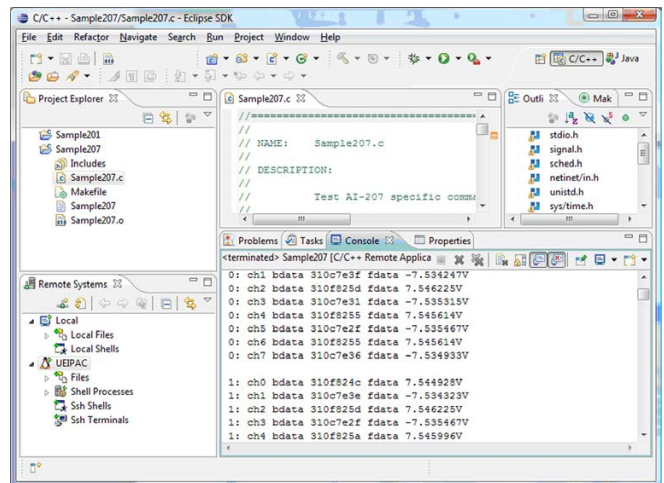 C/C++ - Sample207/Sample207.c - Eclipse SDK
File Edit Refactor Navigate Search Run Project Window Help
C/C++ Java
Project Explorer
Sample201
Sample207
Includes
Sample207.c
Makefile
Sample207
Sample207.o
Sample207.c
//==========================================
//
// NAME: Sample207.c
//
// DESCRIPTION:
//
// Test AI-207 specific comma
//
Outli Mak
stdio.h
signal.h
sched.h
netinet/in.h
unistd.h
sys/time.h
Remote Systems
Local
Local Files
Local Shells
UEIPAC
Files
Shell Processes
Ssh Shells
Ssh Terminals
Problems Tasks Console Properties
<terminated> Sample207 [C/C++ Remote Applica
0: ch1 bdata 310c7e3f fdata -7.534247V
0: ch2 bdata 310f825d fdata 7.546225V
0: ch3 bdata 310c7e31 fdata -7.535315V
0: ch4 bdata 310f8255 fdata 7.545614V
0: ch5 bdata 310c7e2f fdata -7.535467V
0: ch6 bdata 310f8255 fdata 7.545614V
0: ch7 bdata 310c7e36 fdata -7.534933V
1: ch0 bdata 310f824c fdata 7.544928V
1: ch1 bdata 310c7e3e fdata -7.534323V
1: ch2 bdata 310f825d fdata 7.546225V
1: ch3 bdata 310c7e2f fdata -7.535467V
1: ch4 bdata 310f825a fdata 7.545996V